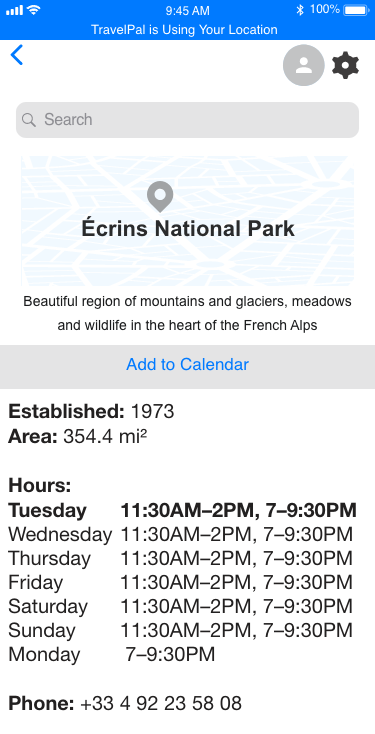 9:45 AM
100%
TravelPal is Using Your Location
Search
Écrins National Park
Beautiful region of mountains and glaciers, meadows
and wildlife in the heart of the French Alps
Add to Calendar
Established: 1973
Area: 354.4 mi²
Hours:
Tuesday 11:30AM–2PM, 7–9:30PM
Wednesday 11:30AM–2PM, 7–9:30PM
Thursday 11:30AM–2PM, 7–9:30PM
Friday 11:30AM–2PM, 7–9:30PM
Saturday 11:30AM–2PM, 7–9:30PM
Sunday 11:30AM–2PM, 7–9:30PM
Monday 7–9:30PM
Phone: +33 4 92 23 58 08